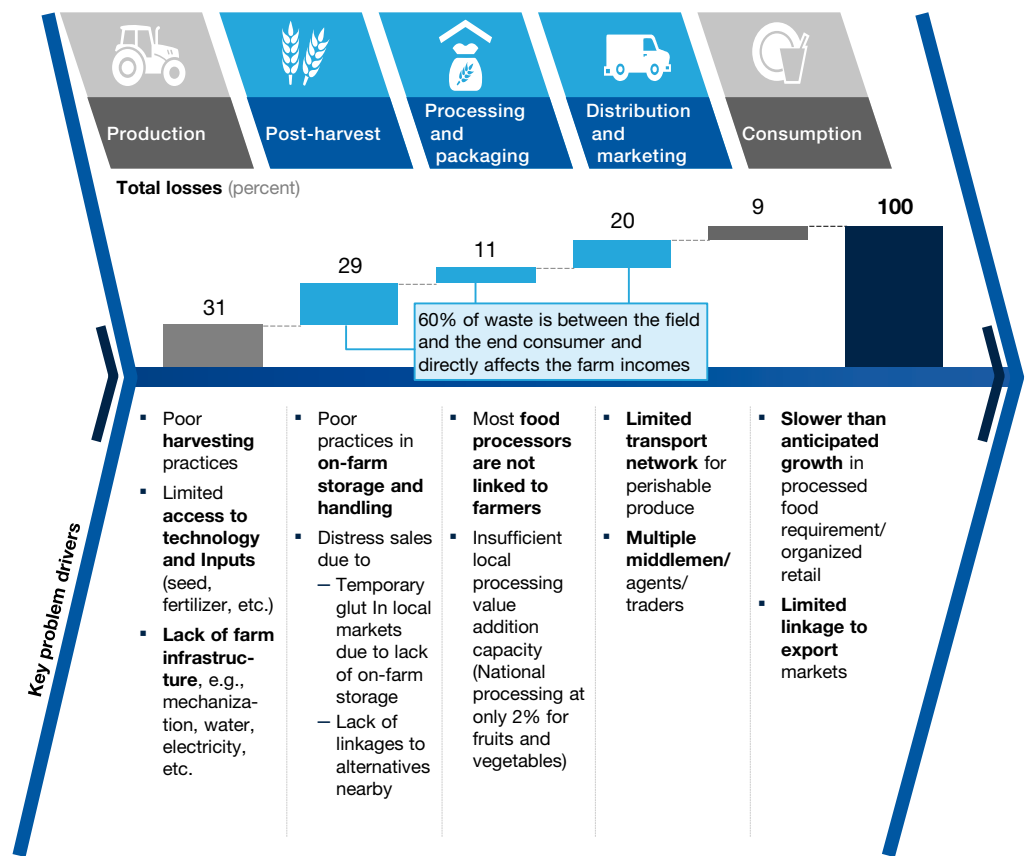 Production
Post-harvest
Processing
and
packaging
Distribution
and
marketing
Consumption
Total losses (percent)
31
29
11
20
9
100
60% of waste is between the field
and the end consumer and
directly affects the farm incomes
Key problem drivers
▪ Poor
harvesting
practices
▪ Limited
access to
technology
and Inputs
(seed,
fertilizer, etc.)
▪ Lack of farm
infrastruc-
ture, e.g.,
mechaniza-
tion, water,
electricity,
etc.
▪ Poor
practices in
on-farm
storage and
handling
▪ Distress sales
due to
– Temporary
glut In local
markets
due to lack
of on-farm
storage
– Lack of
linkages to
alternatives
nearby
▪ Most food
processors
are not
linked to
farmers
▪ Insufficient
local
processing
value
addition
capacity
(National
processing at
only 2% for
fruits and
vegetables)
▪ Limited
transport
network for
perishable
produce
▪ Multiple
middlemen/
agents/
traders
▪ Slower than
anticipated
growth in
processed
food
requirement/
organized
retail
▪ Limited
linkage to
export
markets